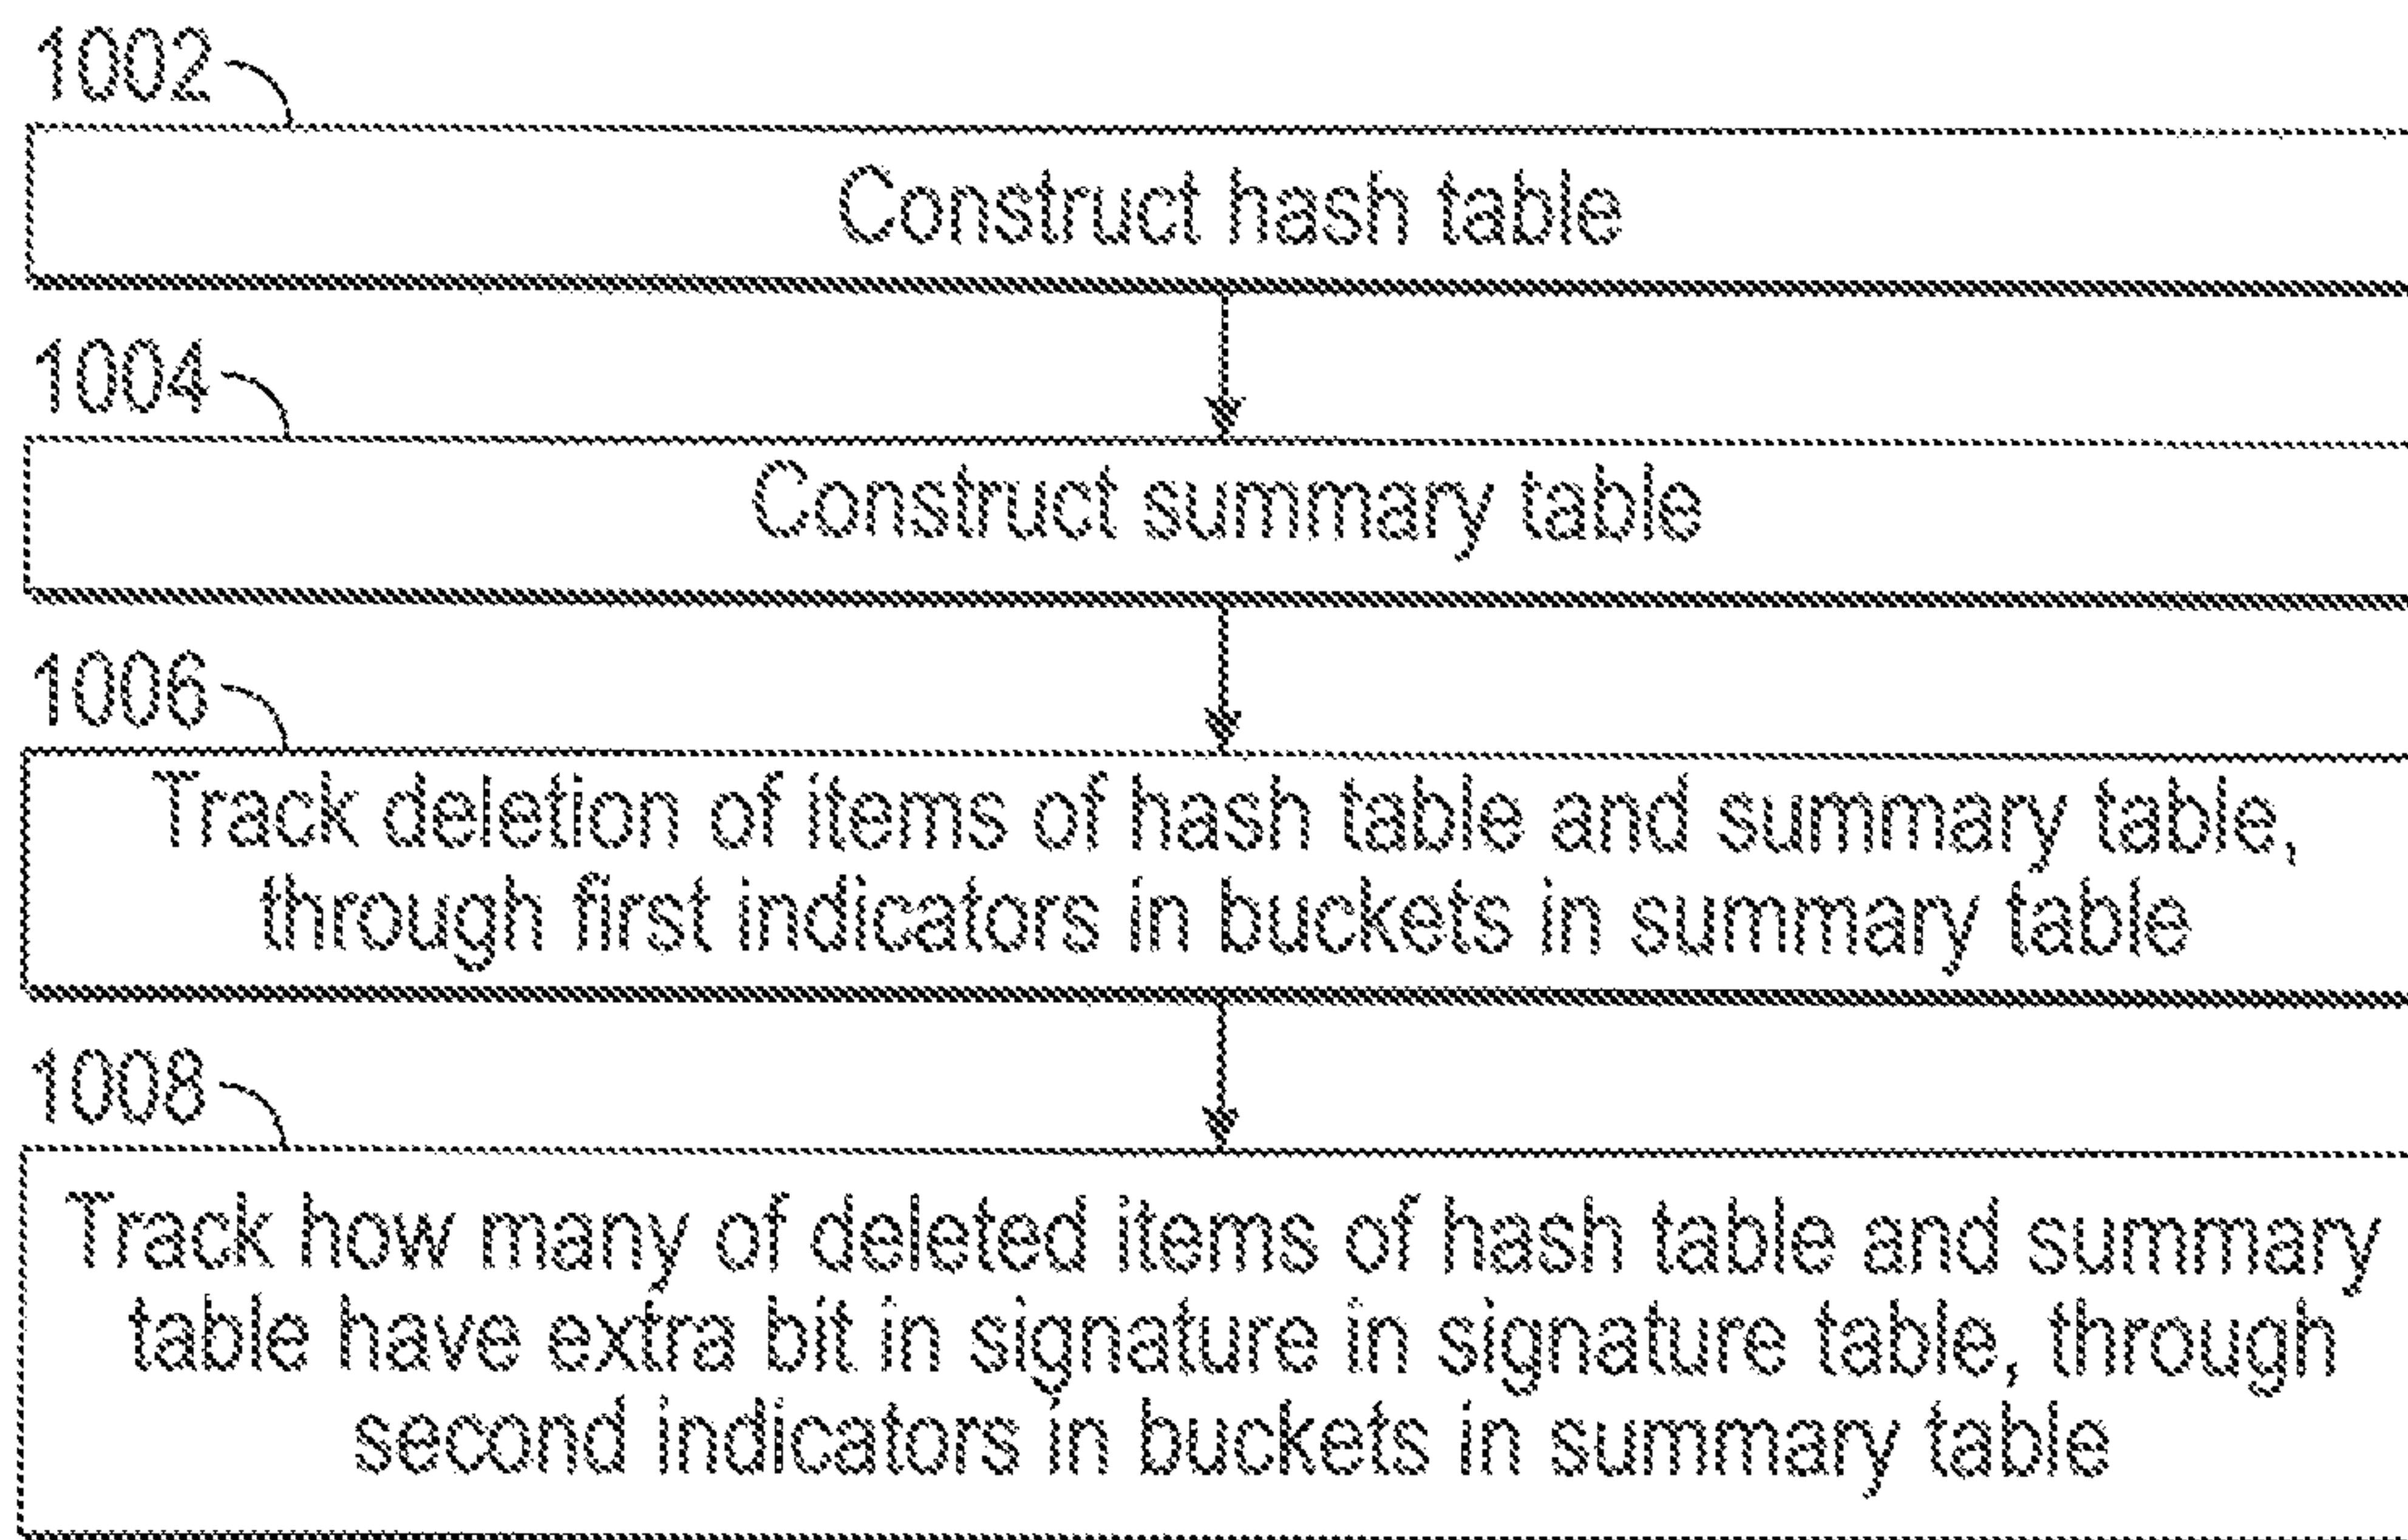 1002
Construct hash table
1004
Construct summary table
1006
Track deletion of items of hash table and summary table,
through first indicators in buckets in summary table
1008
Track how many of deleted items of hash table and summary
table have extra bit in signature in signature table, through
second indicators in buckets in summary table